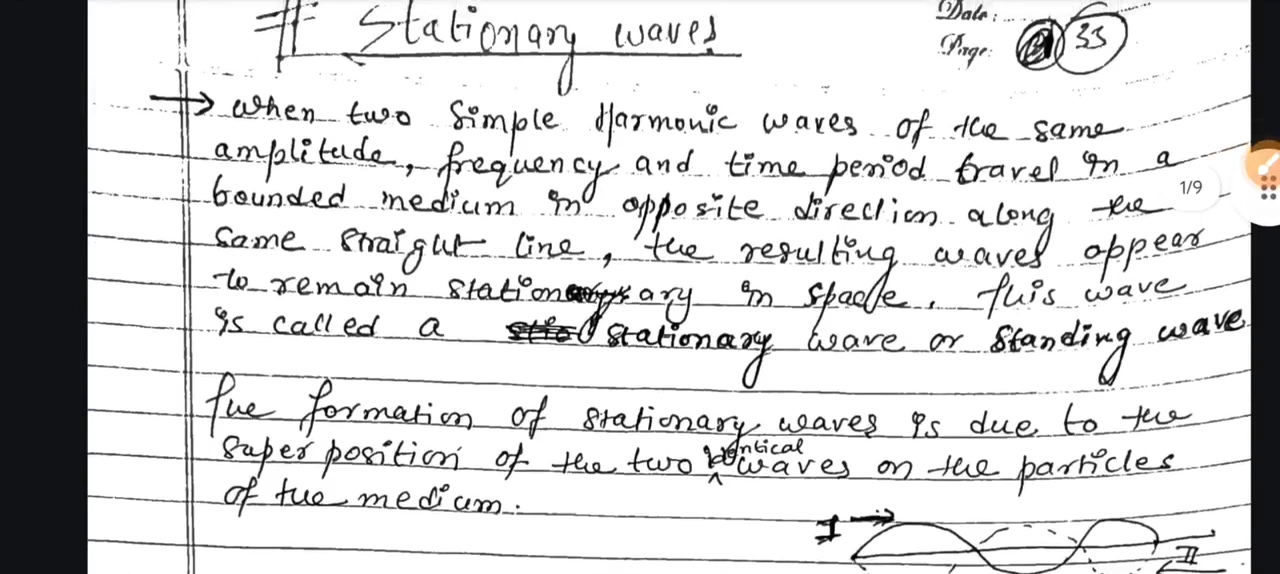 # Stationary waves
Date:
Page: 33
→ when two simple Harmonic waves of the same
amplitude, frequency and time period travel in a
1/9
bounded medium in opposite direction along the
same straight line, the resulting waves appear
to remain stationary in space. This wave
is called a stationary wave or standing wave
The formation of stationary waves is due to the
super position of the two identical waves on the particles
of the medium.
I →
II